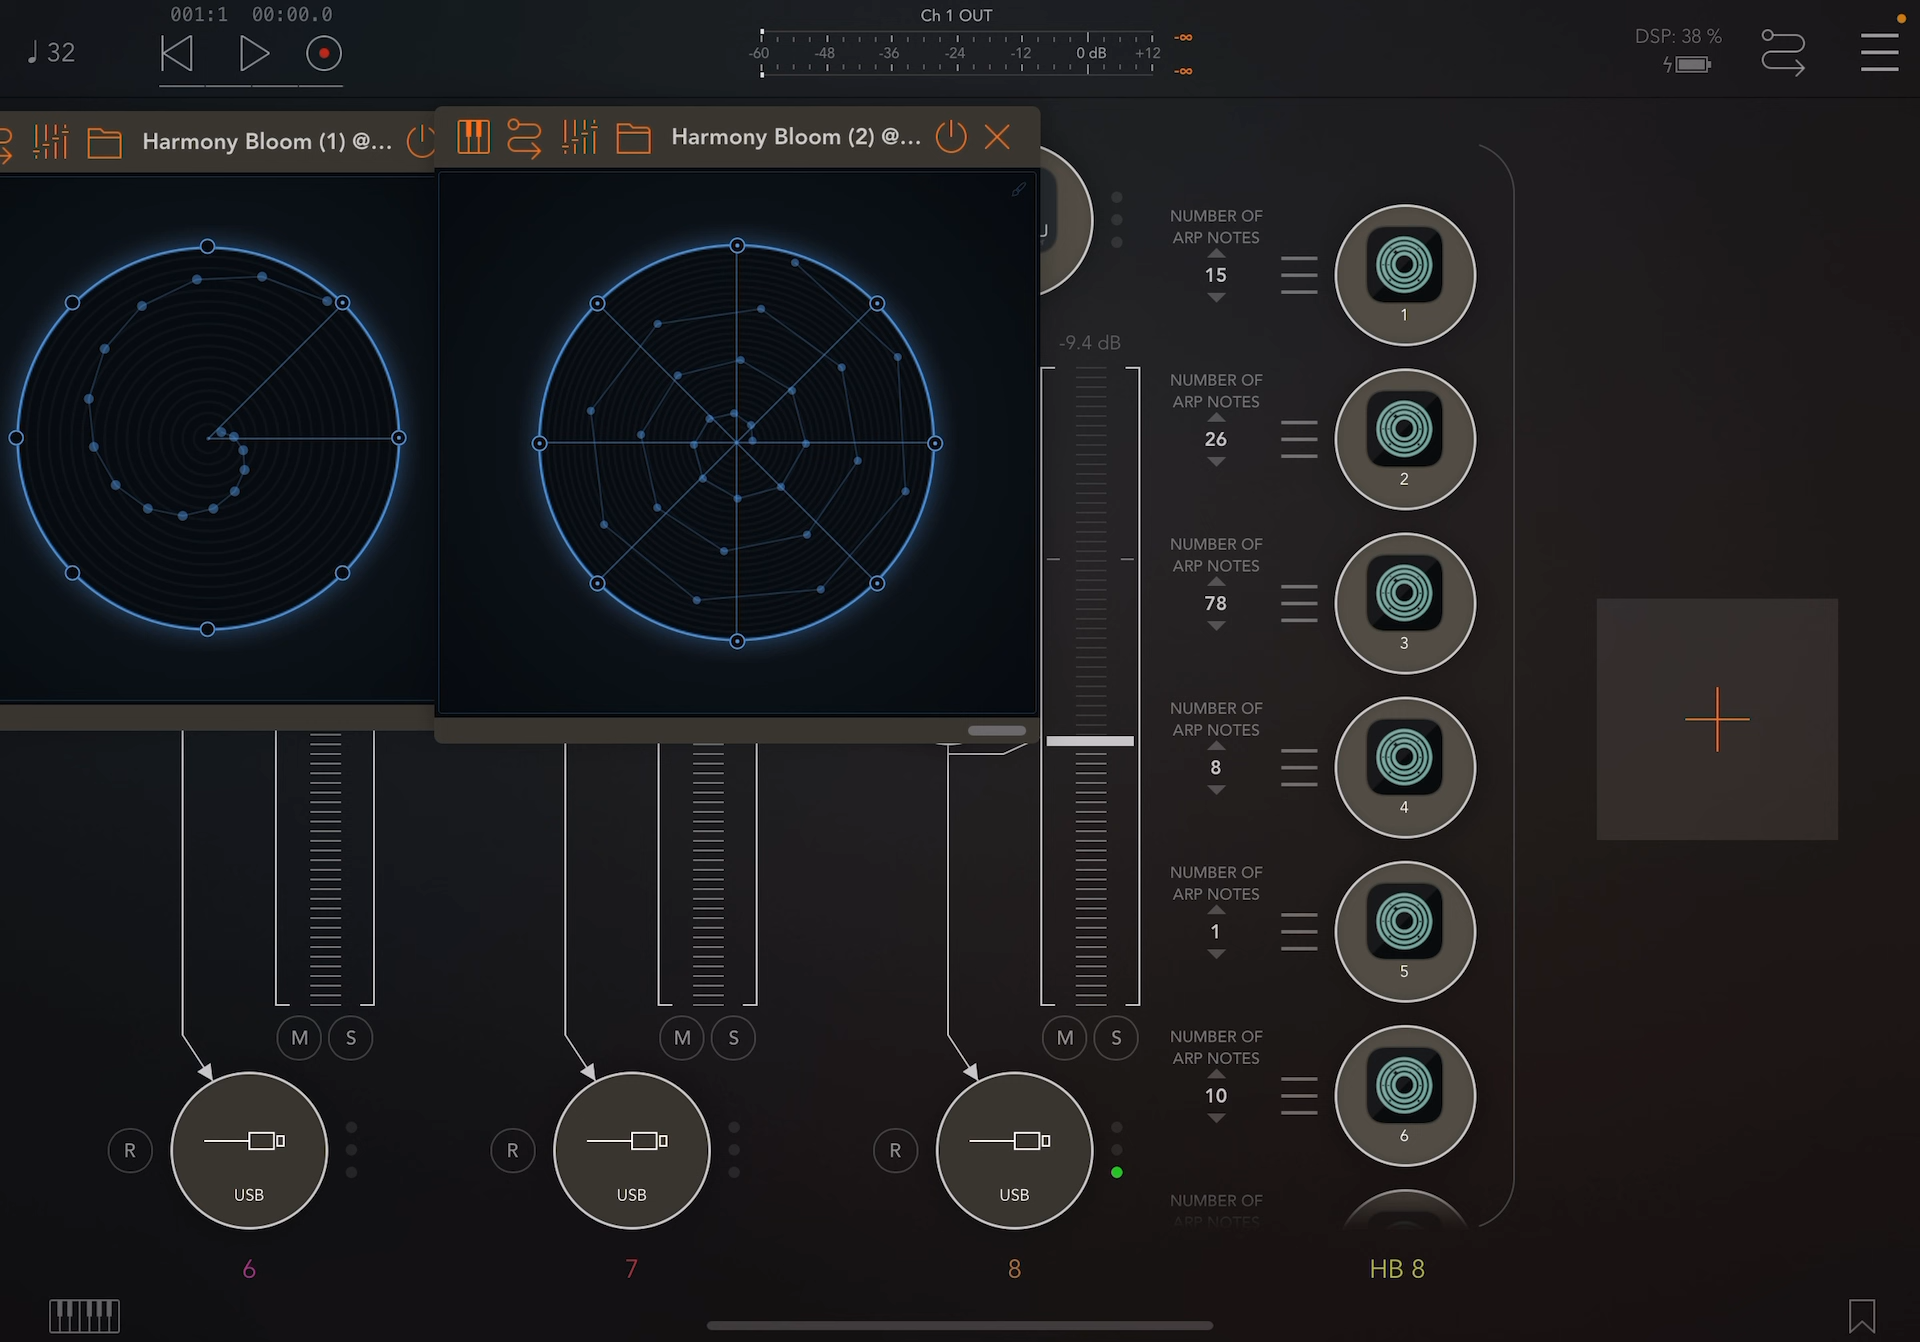 001:1 00:00.0
32
Ch 1 OUT
-60 -48 -36 -24 -12 0 dB +12
-∞
-∞
DSP: 38 %
Harmony Bloom (1) @...
Harmony Bloom (2) @...
-9.4 dB
NUMBER OF
ARP NOTES
15
1
NUMBER OF
ARP NOTES
26
2
NUMBER OF
ARP NOTES
78
3
NUMBER OF
ARP NOTES
8
4
NUMBER OF
ARP NOTES
1
5
NUMBER OF
ARP NOTES
10
6
NUMBER OF
ARP NOTES
M S
M S
M S
R
USB
R
USB
R
USB
6
7
8
HB 8